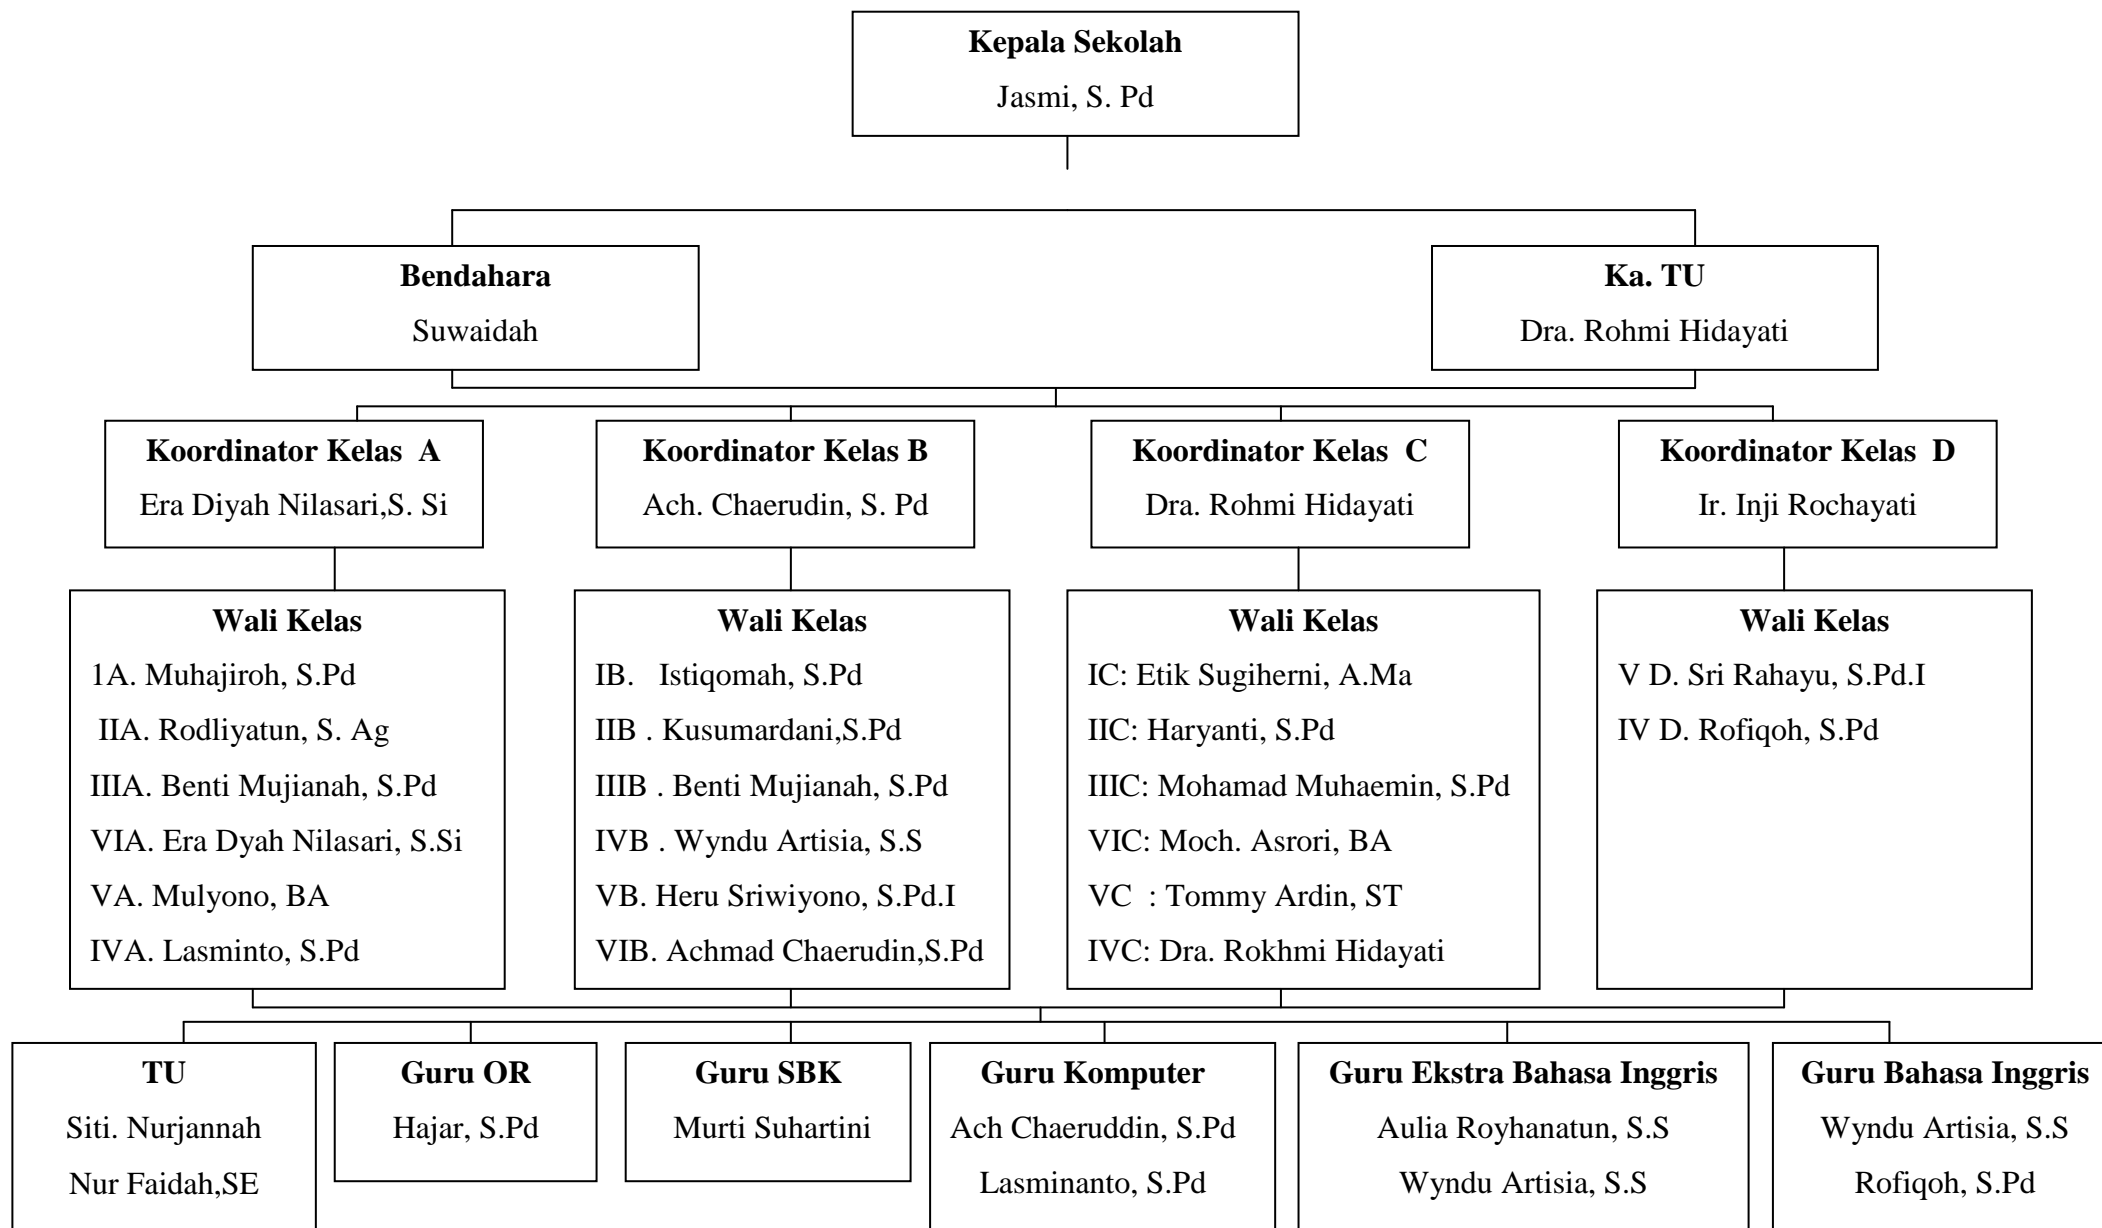 Kepala Sekolah
Jasmi, S. Pd
Bendahara
Suwaidah
Ka. TU
Dra. Rohmi Hidayati
Koordinator Kelas  A
Era Diyah Nilasari,S. Si
Koordinator Kelas B
Ach. Chaerudin, S. Pd
Koordinator Kelas  C
Dra. Rohmi Hidayati
Koordinator Kelas  D
Ir. Inji Rochayati
Wali Kelas
1A. Muhajiroh, S.Pd
IIA. Rodliyatun, S. Ag
IIIA. Benti Mujianah, S.Pd
VIA. Era Dyah Nilasari, S.Si
VA. Mulyono, BA
IVA. Lasminto, S.Pd
Wali Kelas
IB.   Istiqomah, S.Pd
IIB . Kusumardani,S.Pd
IIIB . Benti Mujianah, S.Pd
IVB . Wyndu Artisia, S.S
VB. Heru Sriwiyono, S.Pd.I
VIB. Achmad Chaerudin,S.Pd
Wali Kelas
IC: Etik Sugiherni, A.Ma
IIC: Haryanti, S.Pd
IIIC: Mohamad Muhaemin, S.Pd
VIC: Moch. Asrori, BA
VC  : Tommy Ardin, ST
IVC: Dra. Rokhmi Hidayati
Wali Kelas
V D. Sri Rahayu, S.Pd.I
IV D. Rofiqoh, S.Pd
TU
Siti. Nurjannah
Nur Faidah,SE
Guru OR
Hajar, S.Pd
Guru SBK
Murti Suhartini
Guru Komputer
Ach Chaeruddin, S.Pd
Lasminanto, S.Pd
Guru Ekstra Bahasa Inggris
Aulia Royhanatun, S.S
Wyndu Artisia, S.S
Guru Bahasa Inggris
Wyndu Artisia, S.S
Rofiqoh, S.Pd